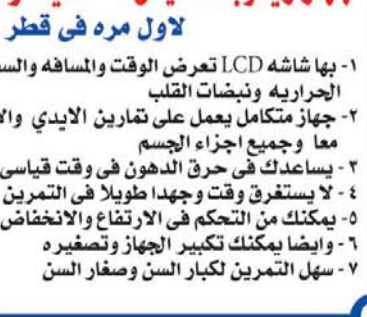 لاول مره فى قطر
١- بها شاشه LCD تعرض الوقت والمسافه
الحراريه ونبضات القلب
٢- جهاز متكامل يعمل على تمارين الايدي
معا وجميع اجزاء الجسم
٣- يساعدك فى حرق الدهون فى وقت قياسى
٤- لا يستغرق وقت وجهدا طويلا فى التمرين
٥- يمكنك من التحكم فى الارتفاع والانخفاض
٦- وايضا يمكنك تكبير الجهاز وتصغيره
٧- سهل التمرين لكبار السن وصغار السن